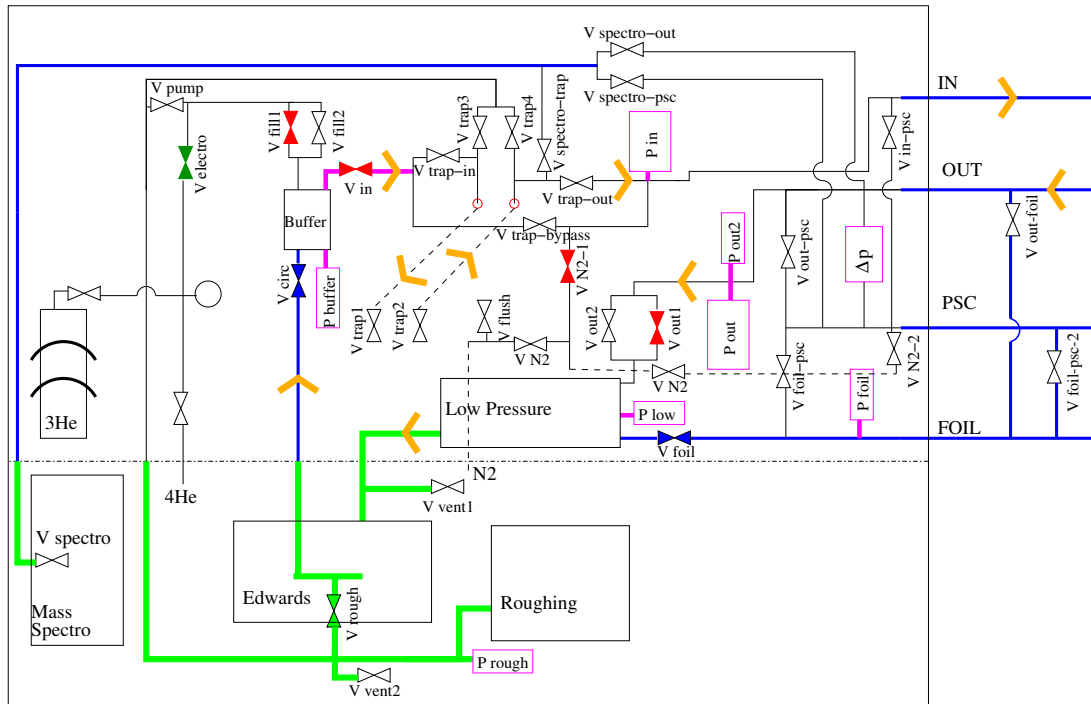 V spectro-out
V pump
V spectro-psc
IN
V fill1
V fill2
V trap3
V trap4
V spectro-trap
V in-psc
P in
V electro
V in
V trap-in
V trap-out
OUT
Buffer
V trap-bypass
V out-foil
V out-psc
P out2
Δp
V circ
P buffer
V N2-1
V trap1
V trap2
V flush
V N2
V out2
V out1
P out
PSC
V N2-2
V N2
V foil-psc
P foil
V foil-psc-2
3He
Low Pressure
P low
V foil
FOIL
N2
4He
V vent1
V spectro
Mass
Spectro
Edwards
V rough
Roughing
P rough
V vent2